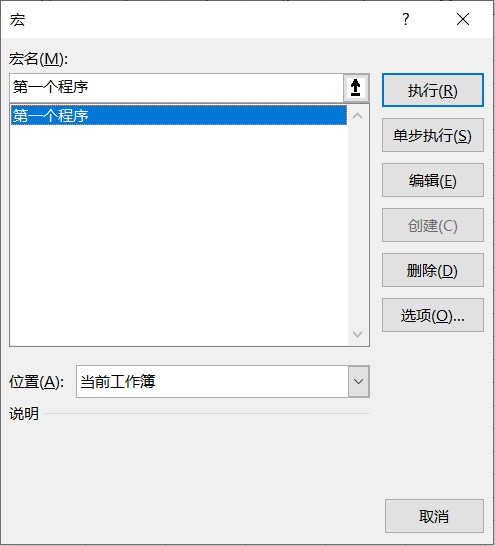 宏
?
宏名(M):
第一个程序
第一个程序
执行(R)
单步执行(S)
编辑(E)
创建(C)
删除(D)
选项(O)...
位置(A):
当前工作簿
说明
取消